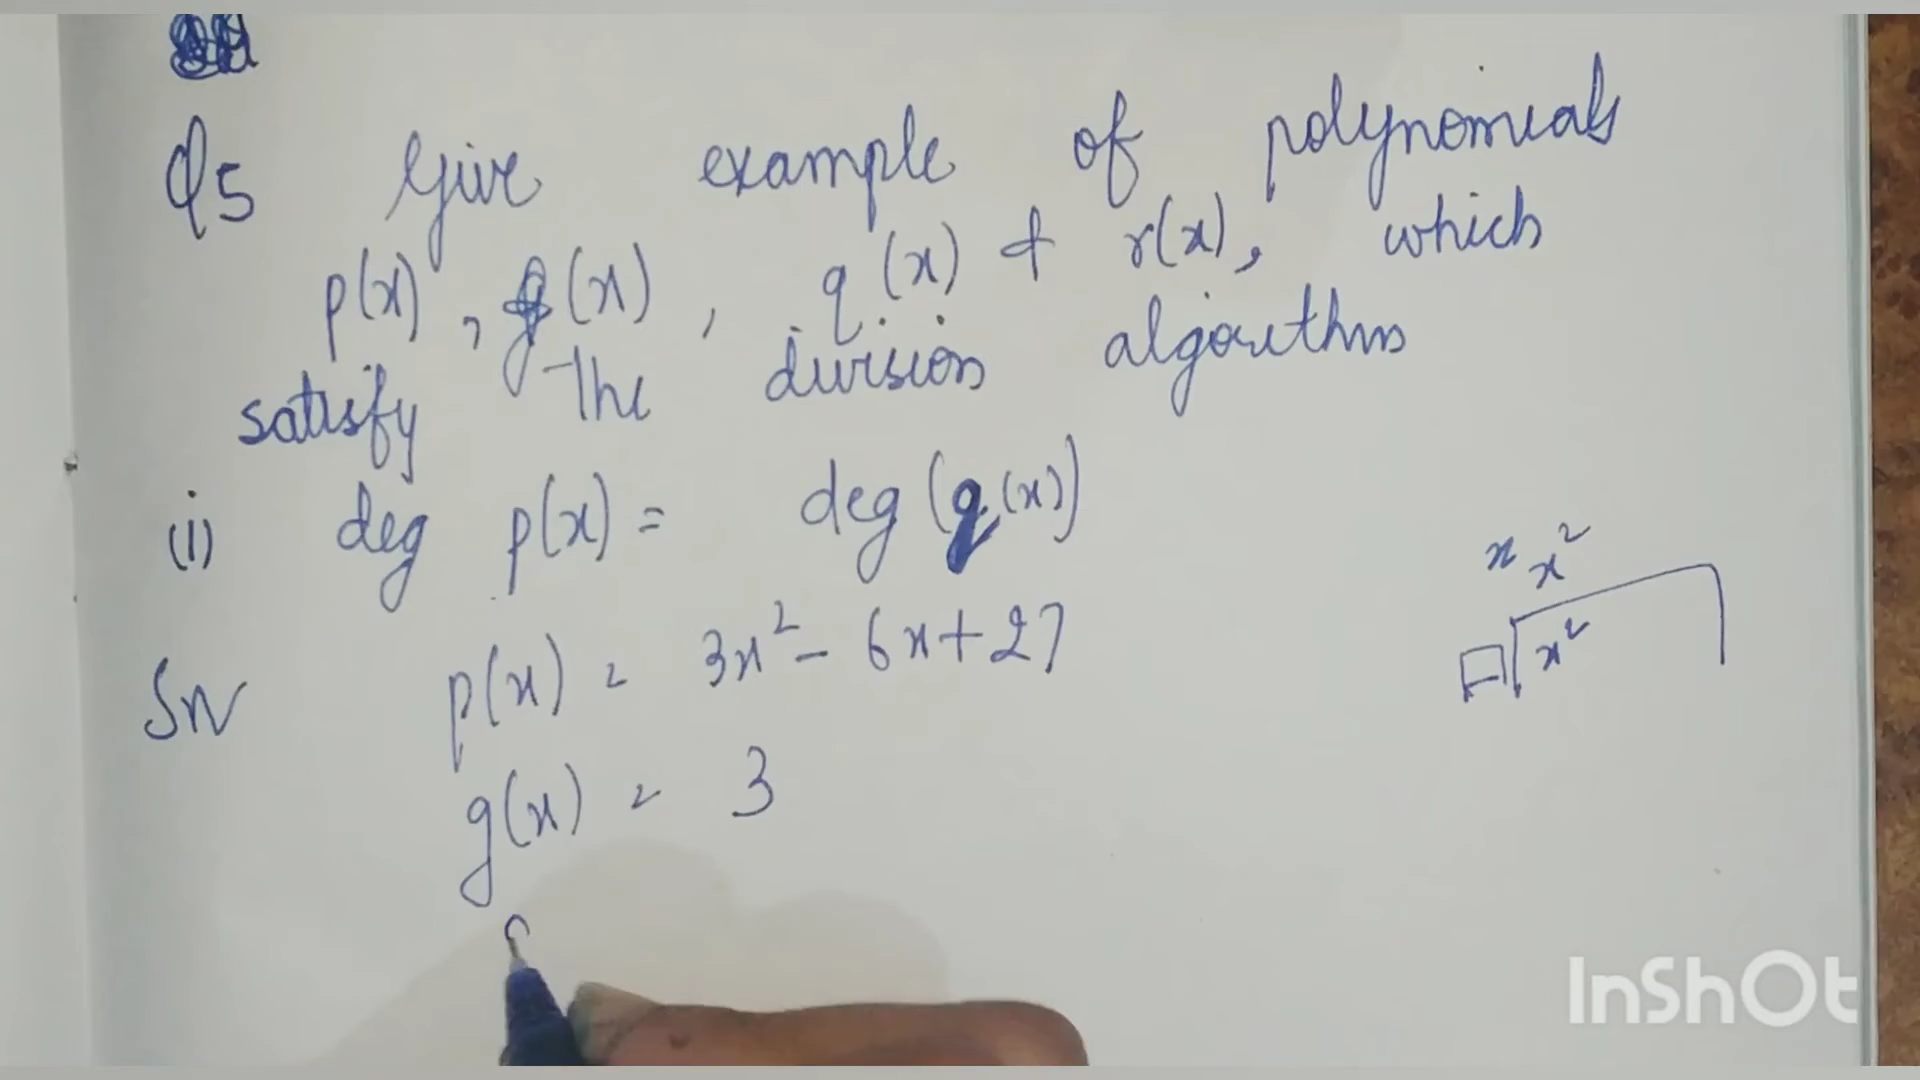 Q5 Give example of polynomials
p(x), g(x), q(x) & r(x), which
satisfy the division algorithm
(i) deg p(x) = deg (q(x))
x x²
x²
Sol p(x) = 3x² - 6x + 27
g(x) = 3
InShOt